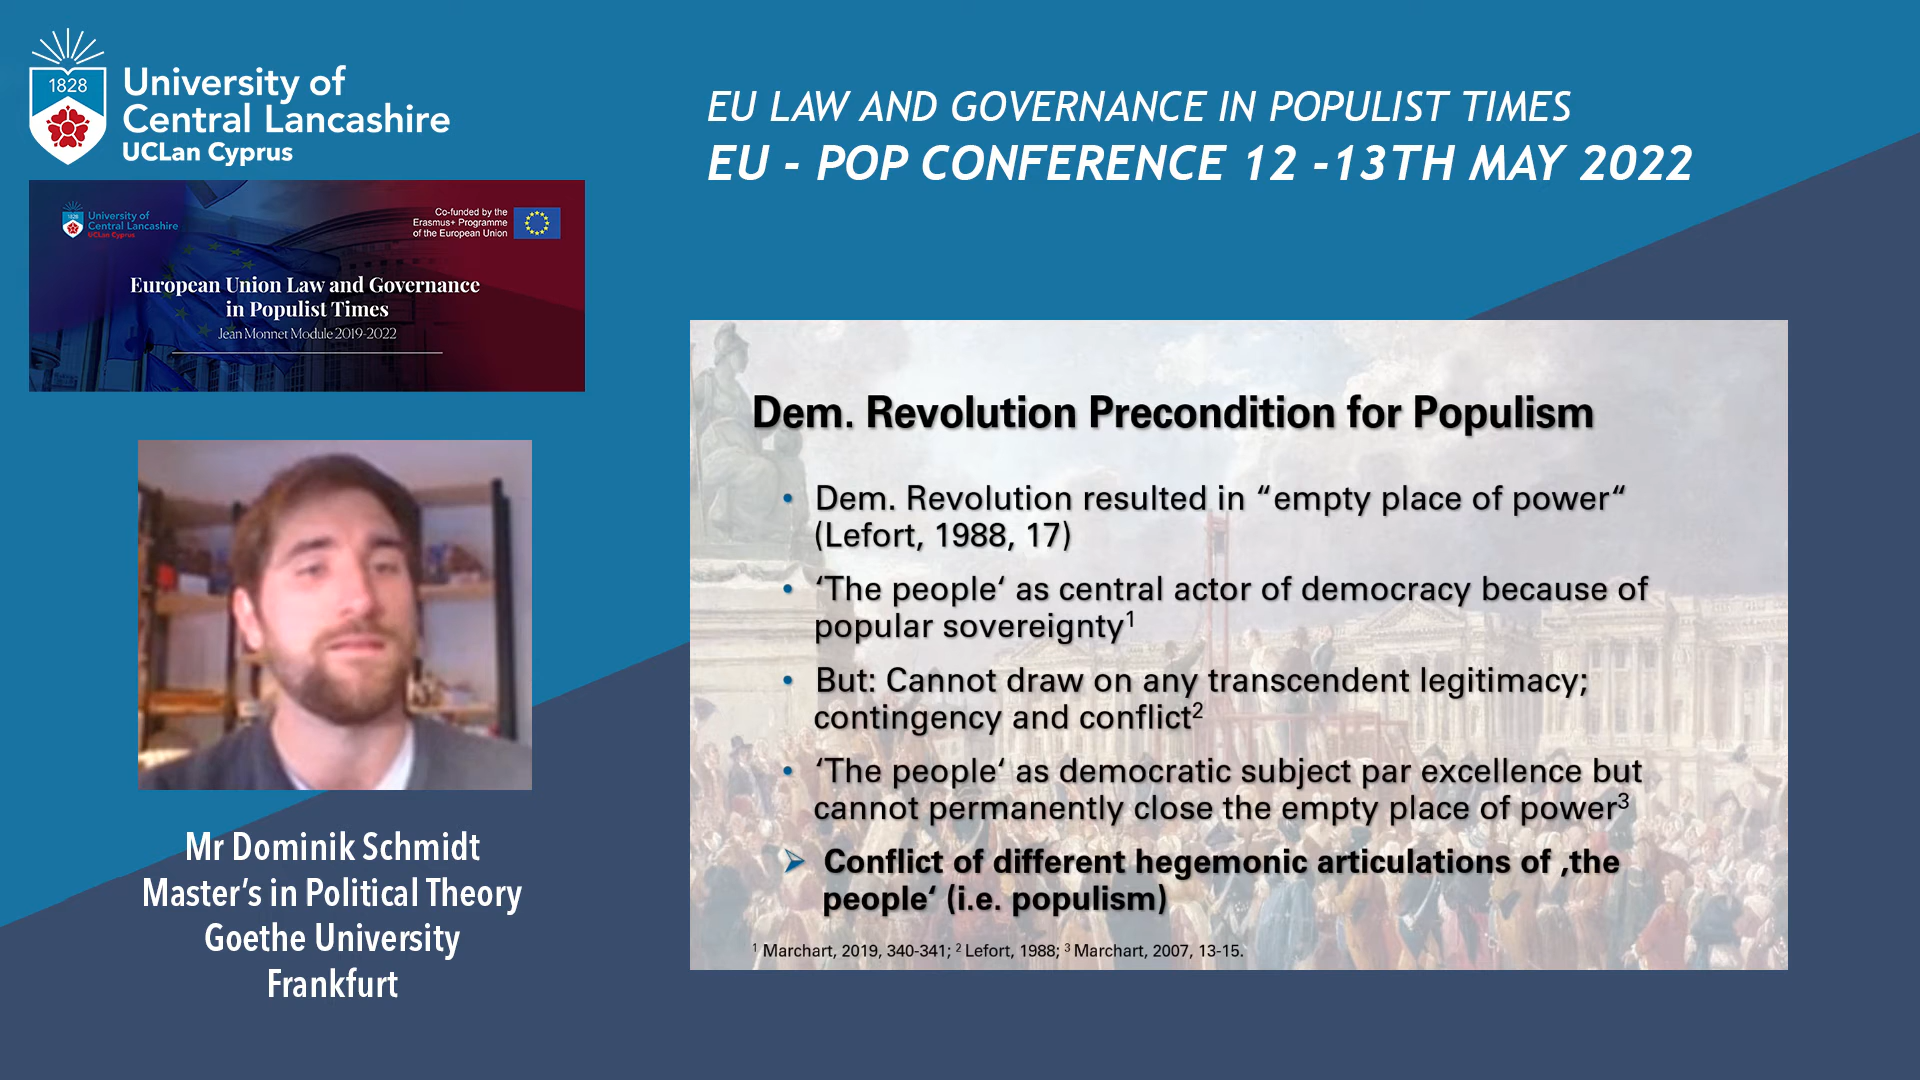 1828
University of
Central Lancashire
UCLan Cyprus
EU LAW AND GOVERNANCE IN POPULIST TIMES
EU - POP CONFERENCE 12 -13TH MAY 2022
1828
University of
Central Lancashire
UCLan Cyprus
Co-funded by the
Erasmus+ Programme
of the European Union
European Union Law and Governance
in Populist Times
Jean Monnet Module 2019-2022
Mr Dominik Schmidt
Master’s in Political Theory
Goethe University
Frankfurt
Dem. Revolution Precondition for Populism
• Dem. Revolution resulted in “empty place of power“
(Lefort, 1988, 17)
• ‘The people‘ as central actor of democracy because of
popular sovereignty¹
• But: Cannot draw on any transcendent legitimacy;
contingency and conflict²
• ‘The people‘ as democratic subject par excellence but
cannot permanently close the empty place of power³
➢ Conflict of different hegemonic articulations of ‚the
people‘ (i.e. populism)
¹ Marchart, 2019, 340-341; ² Lefort, 1988; ³ Marchart, 2007, 13-15.